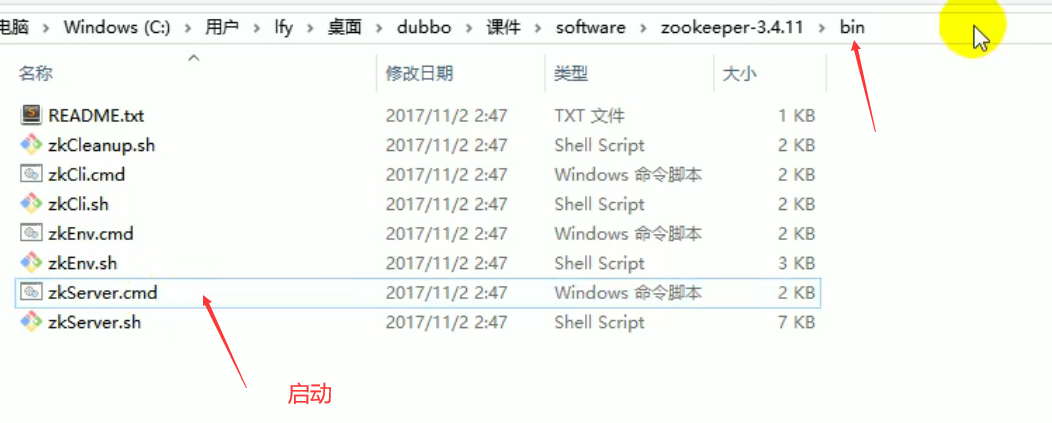 电脑 > Windows (C:) > 用户 > lfy > 桌面 > dubbo > 课件 > software > zookeeper-3.4.11 > bin
名称 修改日期 类型 大小
README.txt 2017/11/2 2:47 TXT 文件 1 KB
zkCleanup.sh 2017/11/2 2:47 Shell Script 2 KB
zkCli.cmd 2017/11/2 2:47 Windows 命令脚本 2 KB
zkCli.sh 2017/11/2 2:47 Shell Script 2 KB
zkEnv.cmd 2017/11/2 2:47 Windows 命令脚本 2 KB
zkEnv.sh 2017/11/2 2:47 Shell Script 3 KB
zkServer.cmd 2017/11/2 2:47 Windows 命令脚本 2 KB
zkServer.sh 2017/11/2 2:47 Shell Script 7 KB
启动